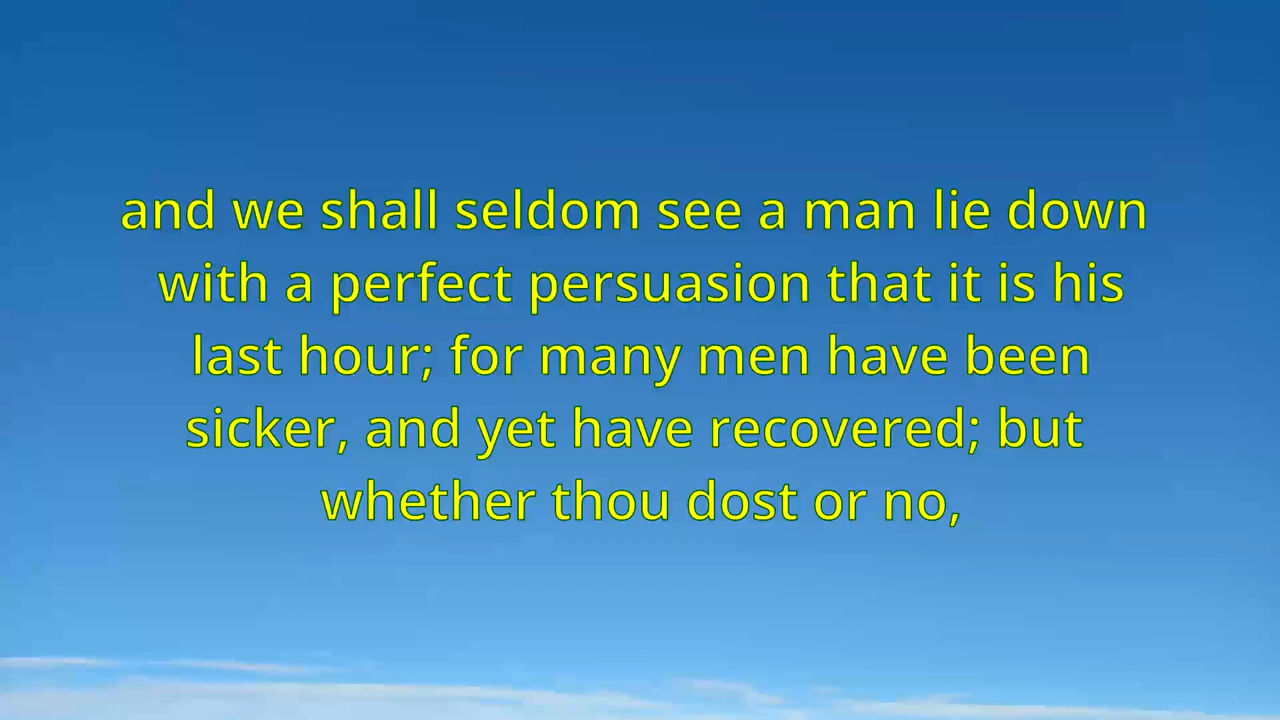 and we shall seldom see a man lie down
with a perfect persuasion that it is his
last hour; for many men have been
sicker, and yet have recovered; but
whether thou dost or no,